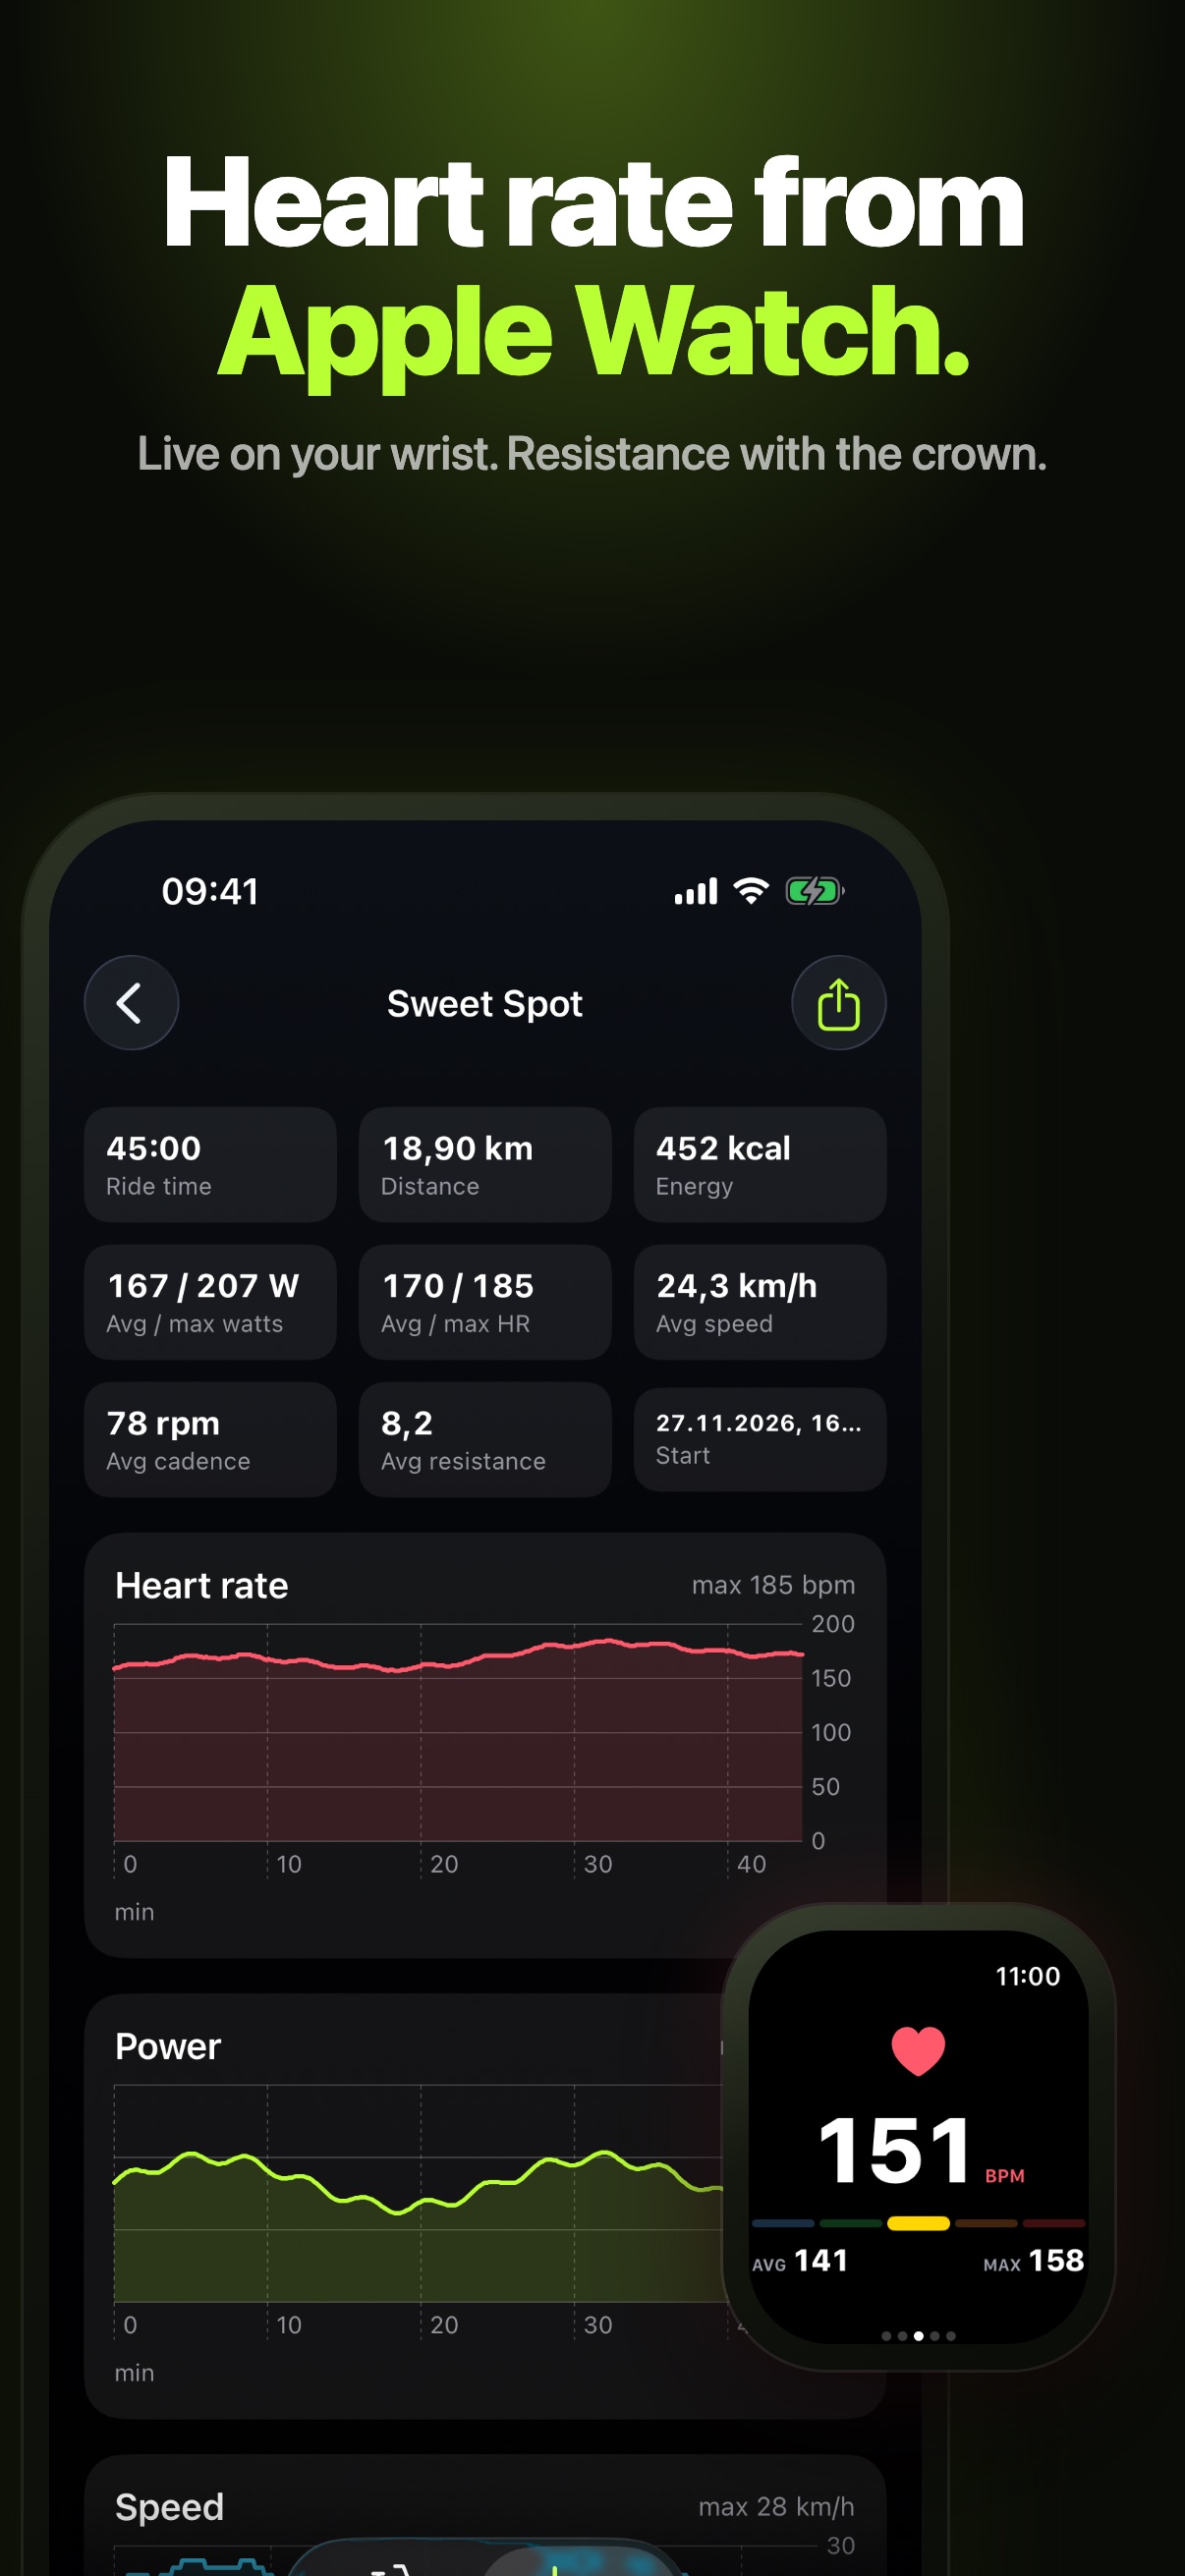 Heart rate from
Apple Watch.
Live on your wrist. Resistance with the crown.
09:41
Sweet Spot
45:00
Ride time
18,90 km
Distance
452 kcal
Energy
167 / 207 W
Avg / max watts
170 / 185
Avg / max HR
24,3 km/h
Avg speed
78 rpm
Avg cadence
8,2
Avg resistance
27.11.2026, 16...
Start
Heart rate
max 185 bpm
200
150
100
50
0
0 10 20 30 40
min
Power
0 10 20 30
min
11:00
151 BPM
AVG 141
MAX 158
Speed
max 28 km/h
30